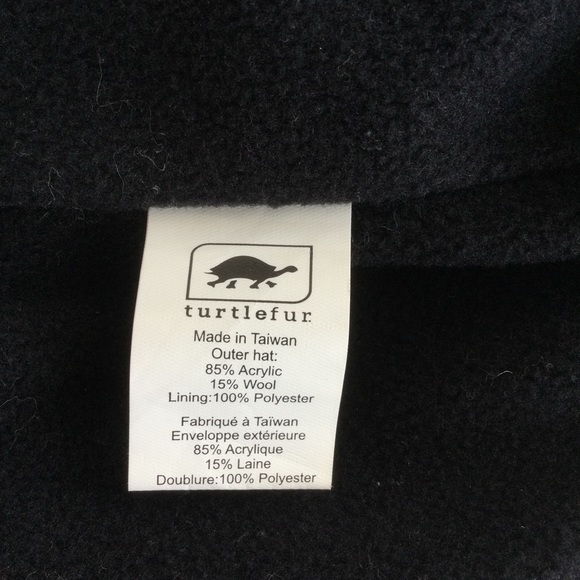 turtlefur
Made in Taiwan
Outer hat:
85% Acrylic
15% Wool
Lining:100% Polyester
Fabriqué à Taïwan
Enveloppe extérieure
85% Acrylique
15% Laine
Doublure:100% Polyester